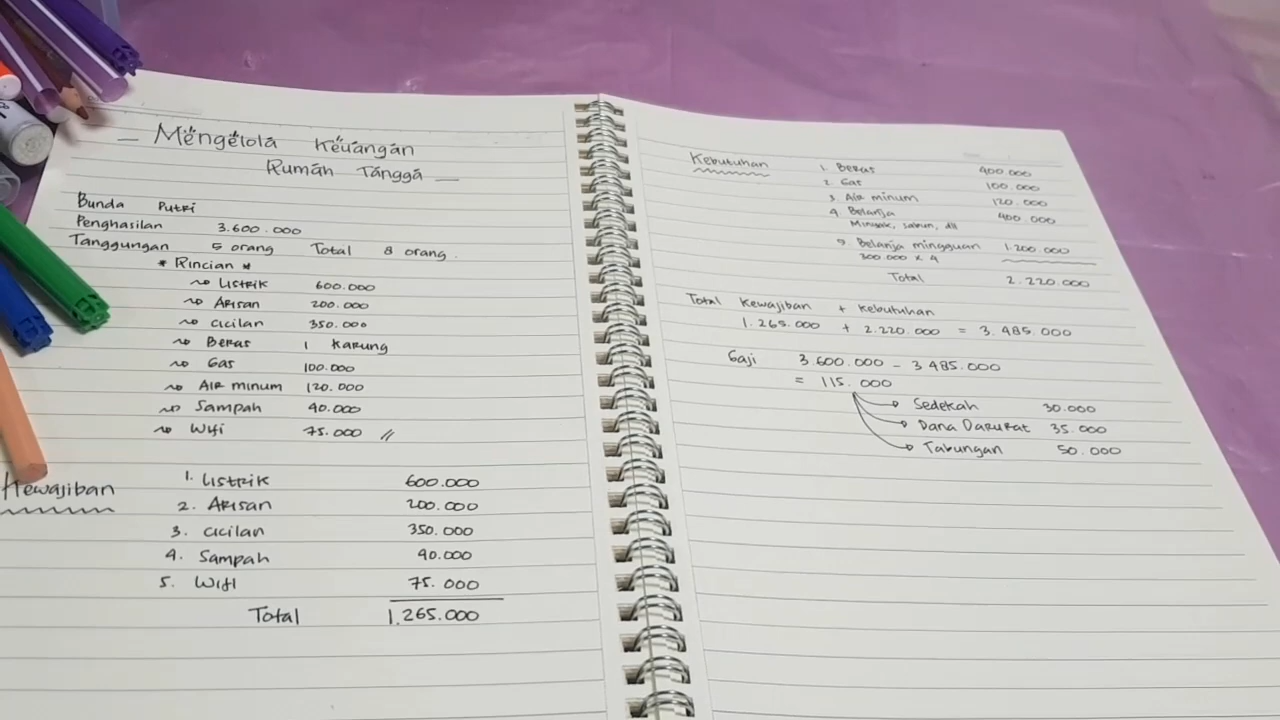 Mengelola Keuangan
Rumah Tangga
Bunda Putri
Penghasilan 3.600.000
Tanggungan 5 orang Total 8 orang.
* Rincian *
~ Listrik 600.000
~ Arisan 200.000
~ cicilan 350.000
~ Beras 1 Karung
~ Gas 100.000
~ Air minum 120.000
~ Sampah 40.000
~ Wifi 75.000 //
Kewajiban
1. Listrik 600.000
2. Arisan 200.000
3. cicilan 350.000
4. Sampah 40.000
5. Wifi 75.000
Total 1.265.000
Kebutuhan
1. Beras 400.000
2. Gas 100.000
3. Air minum 120.000
4. Belanja 400.000
Minyak, sabun, dll
5 Belanja mingguan 1.200.000
300.000 x 4
Total 2.220.000
Total Kewajiban + Kebutuhan
1.265.000 + 2.220.000 = 3.485.000
Gaji 3.600.000 - 3.485.000
= 115.000
Sedekah 30.000
Dana Darurat 35.000
Tabungan 50.000